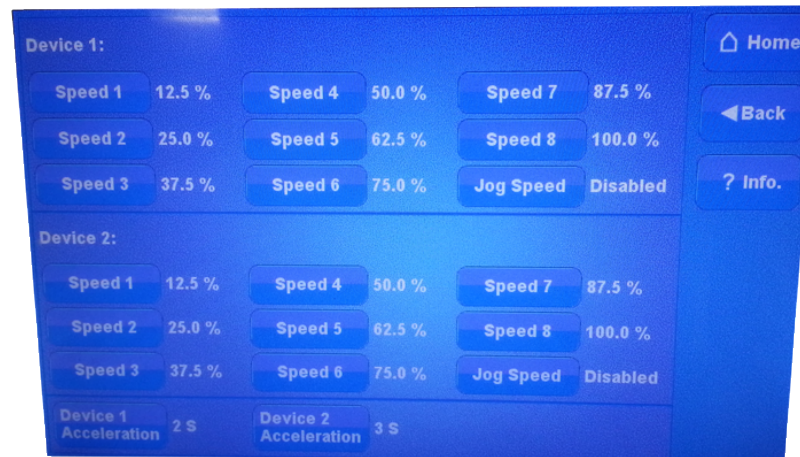 Device 1:
Speed 1 12.5 % Speed 4 50.0 % Speed 7 87.5 %
Speed 2 25.0 % Speed 5 62.5 % Speed 8 100.0 %
Speed 3 37.5 % Speed 6 75.0 % Jog Speed Disabled
Device 2:
Speed 1 12.5 % Speed 4 50.0 % Speed 7 87.5 %
Speed 2 25.0 % Speed 5 62.5 % Speed 8 100.0 %
Speed 3 37.5 % Speed 6 75.0 % Jog Speed Disabled
Device 1
Acceleration 2 S
Device 2
Acceleration 3 S
Home
Back
? Info.